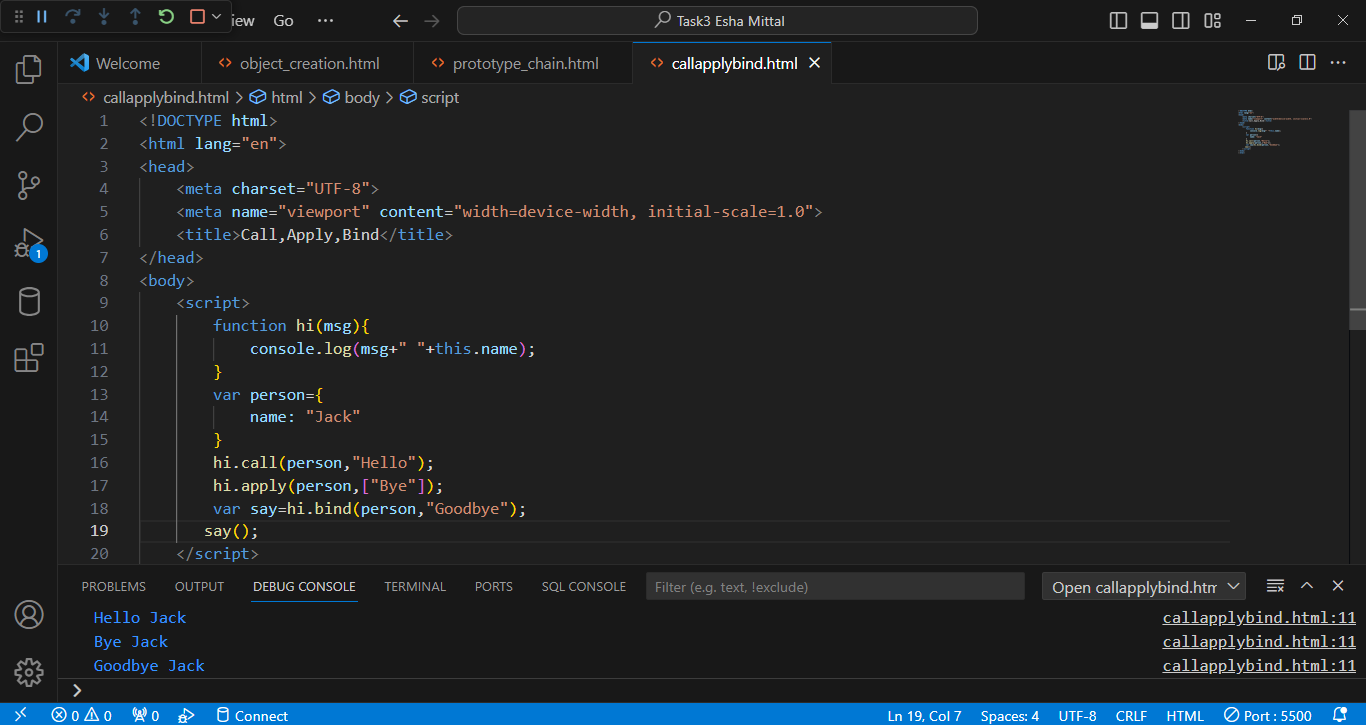 iew Go ··· Task3 Esha Mittal
Welcome object_creation.html prototype_chain.html callapplybind.html
callapplybind.html > html > body > script
1 <!DOCTYPE html>
2 <html lang="en">
3 <head>
4 <meta charset="UTF-8">
5 <meta name="viewport" content="width=device-width, initial-scale=1.0">
6 <title>Call,Apply,Bind</title>
7 </head>
8 <body>
9 <script>
10 function hi(msg){
11 console.log(msg+" "+this.name);
12 }
13 var person={
14 name: "Jack"
15 }
16 hi.call(person,"Hello");
17 hi.apply(person,["Bye"]);
18 var say=hi.bind(person,"Goodbye");
19 say();
20 </script>
1
PROBLEMS OUTPUT DEBUG CONSOLE TERMINAL PORTS SQL CONSOLE Filter (e.g. text, !exclude) Open callapplybind.htm
Hello Jack callapplybind.html:11
Bye Jack callapplybind.html:11
Goodbye Jack callapplybind.html:11
>
0 0 0 Connect Ln 19, Col 7 Spaces: 4 UTF-8 CRLF HTML Port : 5500